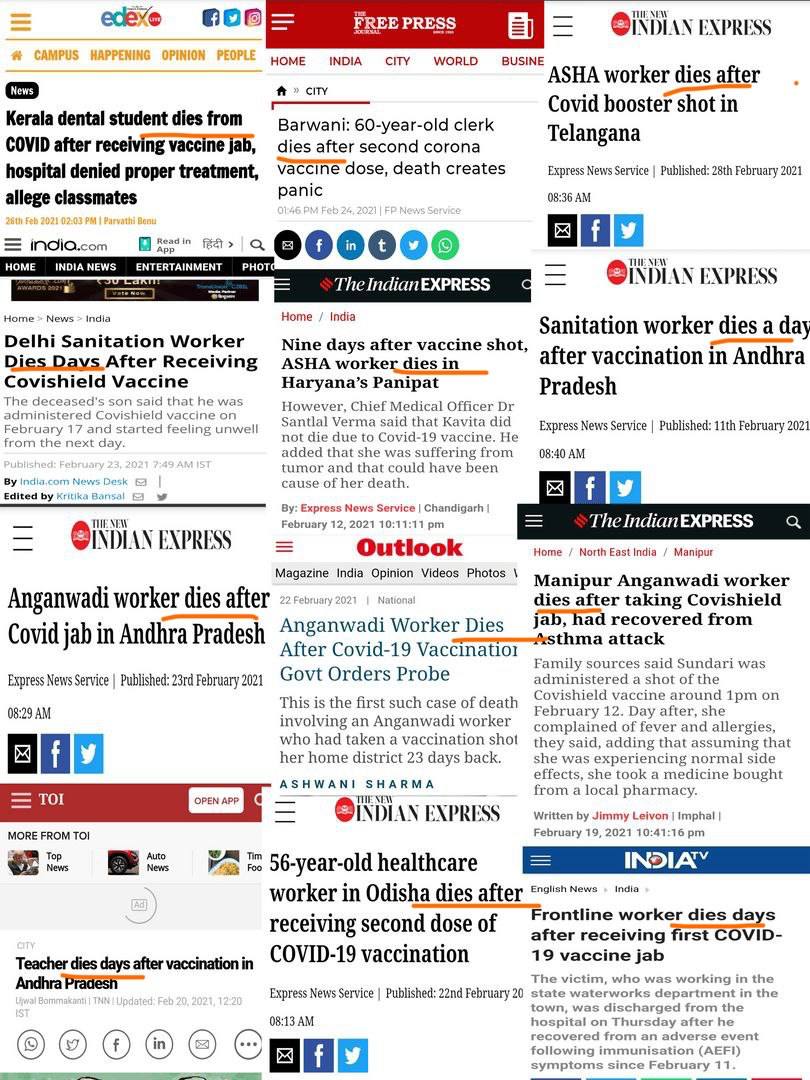 edex LIVE
CAMPUS HAPPENING OPINION PEOPLE
News
Kerala dental student dies from
COVID after receiving vaccine jab,
hospital denied proper treatment,
allege classmates
26th Feb 2021 02:03 PM | Parvathi Benu
THE FREE PRESS
JOURNAL SINCE 1928
HOME INDIA CITY WORLD BUSINE
» CITY
Barwani: 60-year-old clerk
dies after second corona
vaccine dose, death creates
panic
01:46 PM Feb 24, 2021 | FP News Service
THE NEW
INDIAN EXPRESS
ASHA worker dies after
Covid booster shot in
Telangana
Express News Service | Published: 28th February 2021
08:36 AM
india.com
Read in
App
हिंदी >
HOME INDIA NEWS ENTERTAINMENT PHOTO
AWARDS 2021
₹50 Lakh!
Vote Now
Home > News > India
Delhi Sanitation Worker
Dies Days After Receiving
Covishield Vaccine
The deceased's son said that he was
administered Covishield vaccine on
February 17 and started feeling unwell
from the next day.
Published: February 23, 2021 7:49 AM IST
By India.com News Desk |
Edited by Kritika Bansal
The Indian EXPRESS
Home / India
Nine days after vaccine shot,
ASHA worker dies in
Haryana's Panipat
However, Chief Medical Officer Dr
Santlal Verma said that Kavita did
not die due to Covid-19 vaccine. He
added that she was suffering from
tumor and that could have been
cause of her death.
By: Express News Service | Chandigarh |
February 12, 2021 10:11:11 pm
THE NEW
INDIAN EXPRESS
Sanitation worker dies a day
after vaccination in Andhra
Pradesh
Express News Service | Published: 11th February 2021
08:40 AM
THE NEW
INDIAN EXPRESS
Anganwadi worker dies after
Covid jab in Andhra Pradesh
Express News Service | Published: 23rd February 2021
08:29 AM
Outlook
Magazine India Opinion Videos Photos
22 February 2021 | National
Anganwadi Worker Dies
After Covid-19 Vaccination
Govt Orders Probe
This is the first such case of death
involving an Anganwadi worker
who had taken a vaccination shot
her home district 23 days back.
ASHWANI SHARMA
The Indian EXPRESS
Home / North East India / Manipur
Manipur Anganwadi worker
dies after taking Covishield
jab, had recovered from
Asthma attack
Family sources said Sundari was
administered a shot of the
Covishield vaccine around 1pm on
February 12. Day after, she
complained of fever and allergies,
they said, adding that assuming that
she was experiencing normal side
effects, she took a medicine bought
from a local pharmacy.
Written by Jimmy Leivon | Imphal |
February 19, 2021 10:41:16 pm
TOI
OPEN APP
MORE FROM TOI
Top
News
Auto
News
Tim
Foo
Ad
CITY
Teacher dies days after vaccination in
Andhra Pradesh
Ujwal Bommakanti | TNN | Updated: Feb 20, 2021, 12:20
IST
THE NEW
INDIAN EXPRESS
56-year-old healthcare
worker in Odisha dies after
receiving second dose of
COVID-19 vaccination
Express News Service | Published: 22nd February 20
08:13 AM
INDIA TV
English News India
Frontline worker dies days
after receiving first COVID-
19 vaccine jab
The victim, who was working in the
state waterworks department in the
town, was discharged from the
hospital on Thursday after he
recovered from an adverse event
following immunisation (AEFI)
symptoms since February 11.